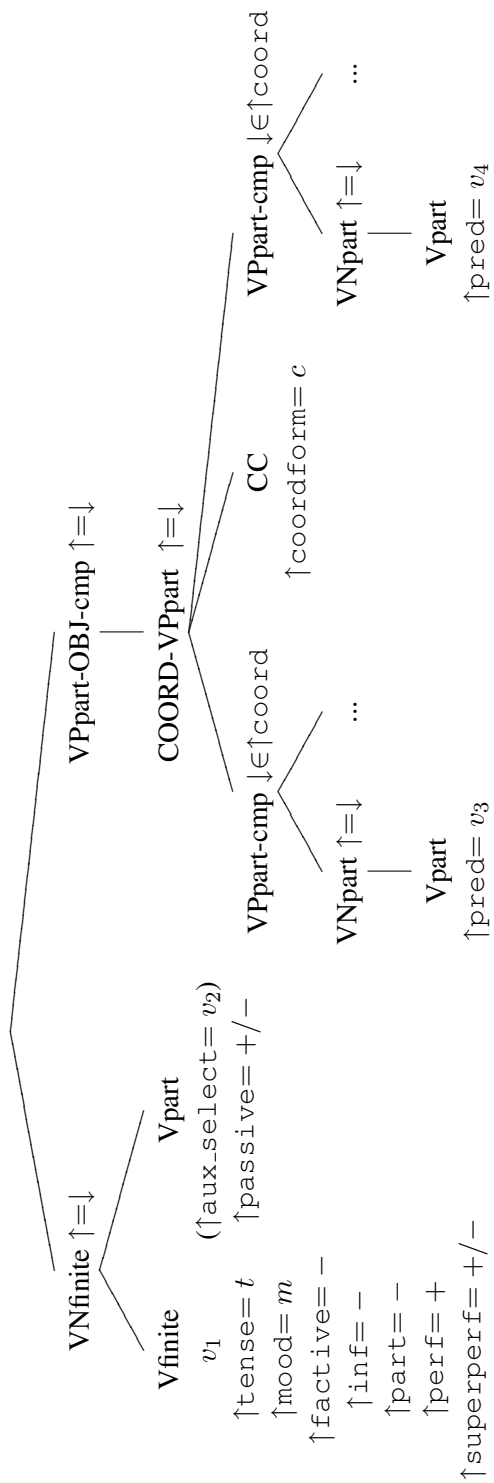 VNfinite ↑=↓
VPpart-OBJ-cmp ↑=↓
Vfinite
Vpart
COORD-VPpart ↑=↓
v₁
(↑aux_select= v₂)
↑tense= t
↑passive= +/−
↑mood= m
↑factive= −
↑inf= −
↑part= −
↑perf= +
↑superperf= +/−
VPpart-cmp ↓∈↑coord
CC
VPpart-cmp ↓∈↑coord
↑coordform= c
VNpart ↑=↓
...
VNpart ↑=↓
...
Vpart
Vpart
↑pred= v₃
↑pred= v₄